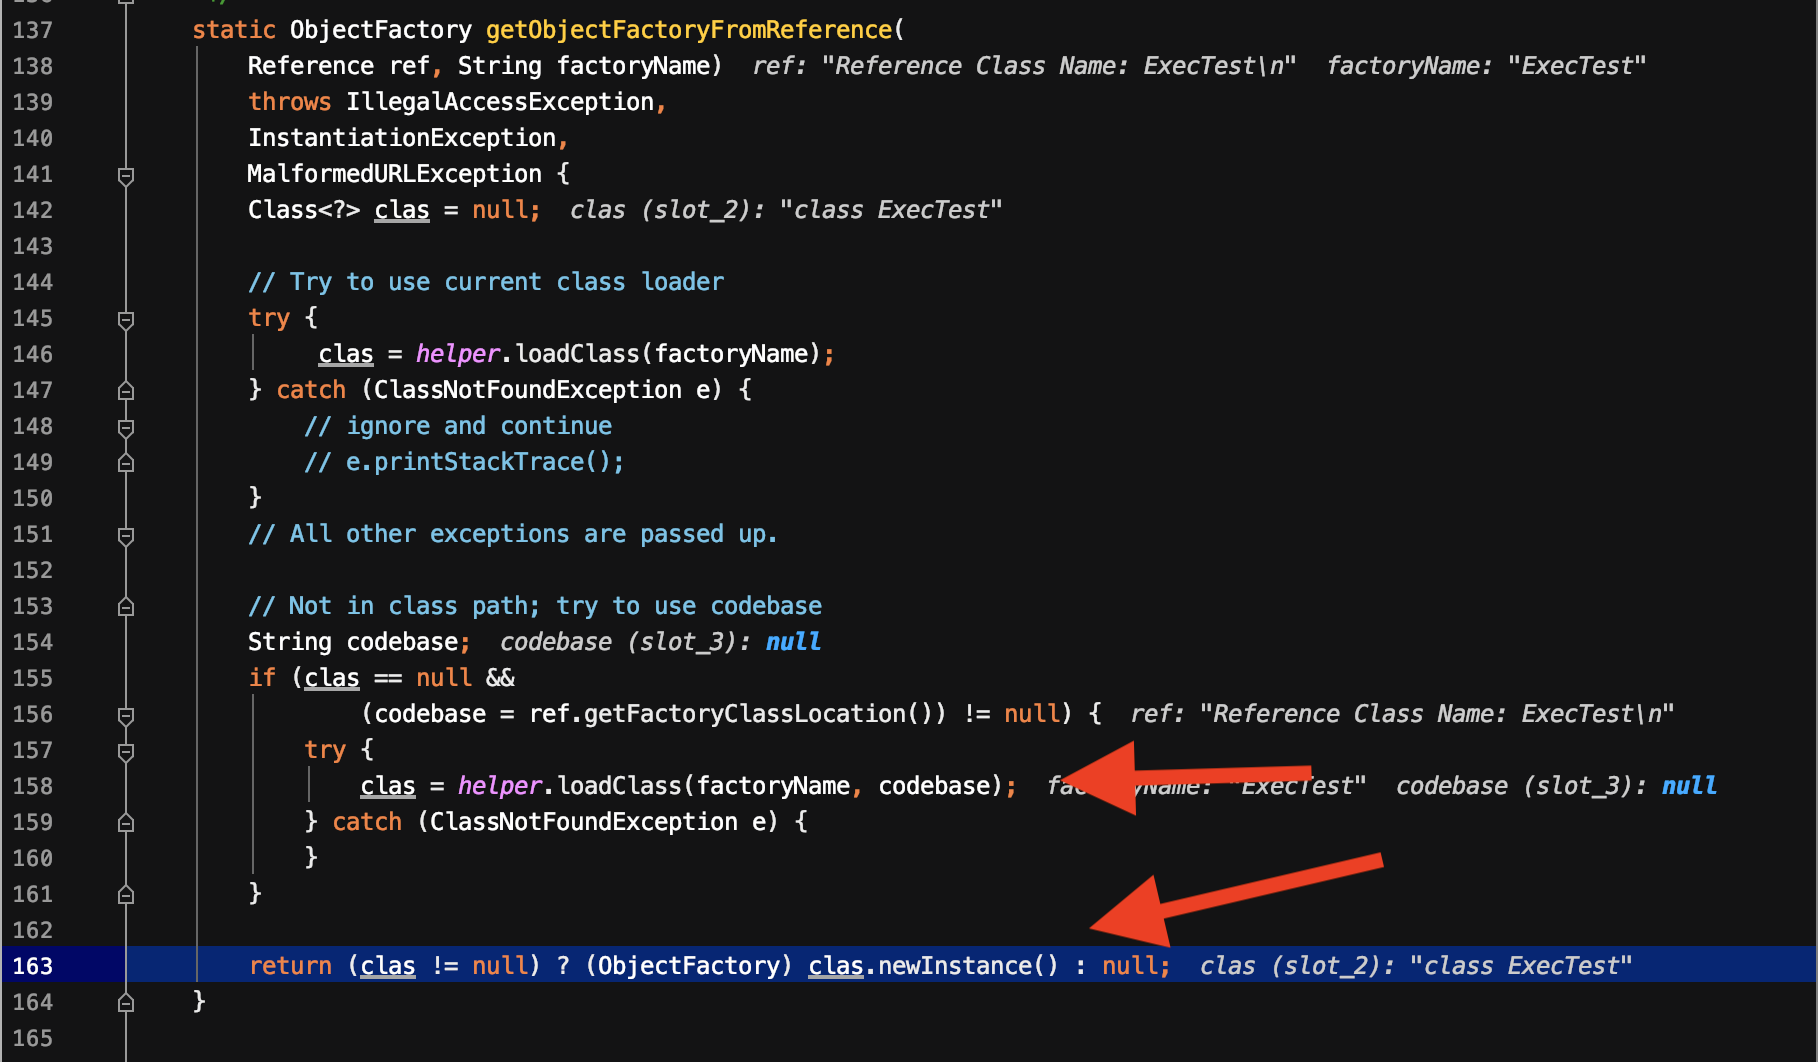 137 static ObjectFactory getObjectFactoryFromReference(
138 Reference ref, String factoryName) ref: "Reference Class Name: ExecTest\n" factoryName: "ExecTest"
139 throws IllegalAccessException,
140 InstantiationException,
141 MalformedURLException {
142 Class<?> clas = null; clas (slot_2): "class ExecTest"
143
144 // Try to use current class loader
145 try {
146 clas = helper.loadClass(factoryName);
147 } catch (ClassNotFoundException e) {
148 // ignore and continue
149 // e.printStackTrace();
150 }
151 // All other exceptions are passed up.
152
153 // Not in class path; try to use codebase
154 String codebase; codebase (slot_3): null
155 if (clas == null &&
156 (codebase = ref.getFactoryClassLocation()) != null) { ref: "Reference Class Name: ExecTest\n"
157 try {
158 clas = helper.loadClass(factoryName, codebase); factoryName: "ExecTest" codebase (slot_3): null
159 } catch (ClassNotFoundException e) {
160 }
161 }
162
163 return (clas != null) ? (ObjectFactory) clas.newInstance() : null; clas (slot_2): "class ExecTest"
164 }
165